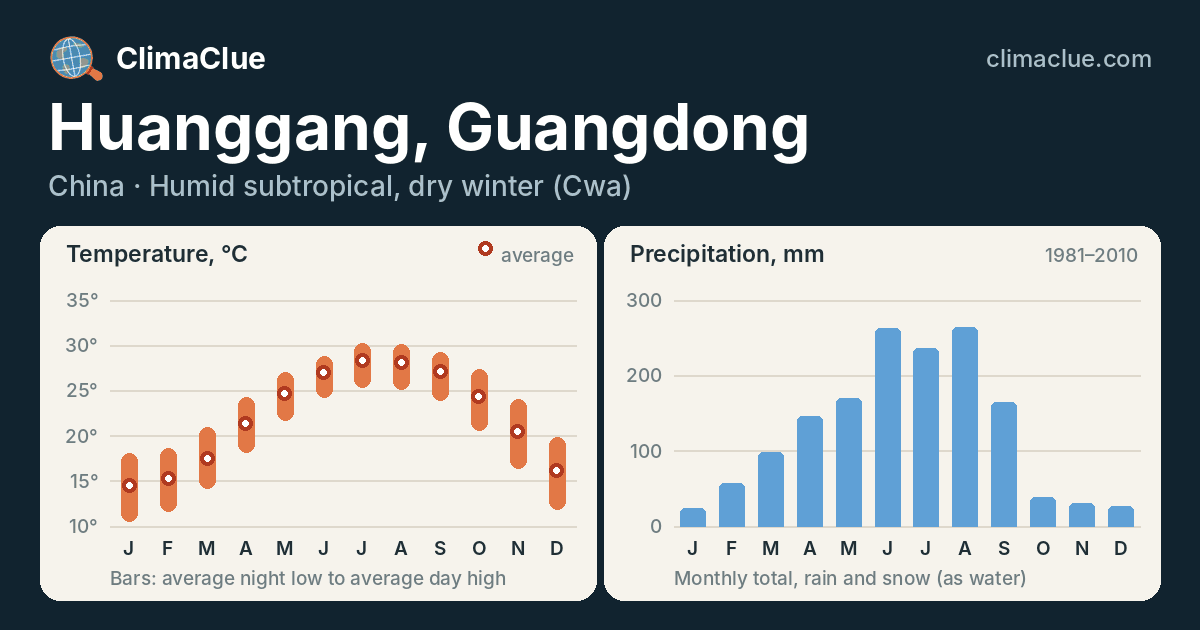 ClimaClue
climaclue.com
Huanggang, Guangdong
China · Humid subtropical, dry winter (Cwa)
Temperature, °C
average
35°
30°
25°
20°
15°
10°
J F M A M J J A S O N D
Bars: average night low to average day high
Precipitation, mm
1981–2010
300
200
100
0
J F M A M J J A S O N D
Monthly total, rain and snow (as water)